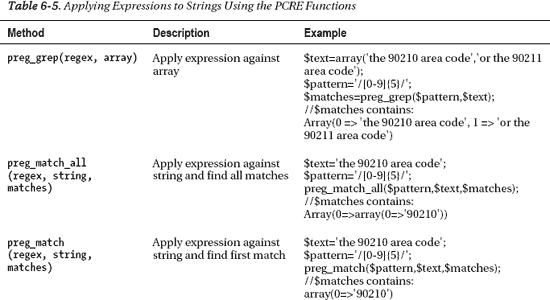 Table 6-5. Applying Expressions to Strings Using the PCRE Functions
Method Description Example
preg_grep(regex, array) Apply expression against array
$text=array('the 90210 area code','or the 90211
area code');
$pattern='/[0-9]{5}/';
$matches=preg_grep($pattern,$text);
//$matches contains:
Array(0 => 'the 90210 area code', 1 => 'or the
90211 area code')
preg_match_all
(regex, string,
matches)
Apply expression against
string and find all matches
$text='the 90210 area code';
$pattern='/[0-9]{5}/';
preg_match_all($pattern,$text,$matches);
//$matches contains:
Array(0=>array(0=>'90210'))
preg_match
(regex, string,
matches)
Apply expression against
string and find first match
$text='the 90210 area code';
$pattern='/[0-9]{5}/';
preg_match($pattern,$text,$matches);
//$matches contains:
array(0=>'90210')